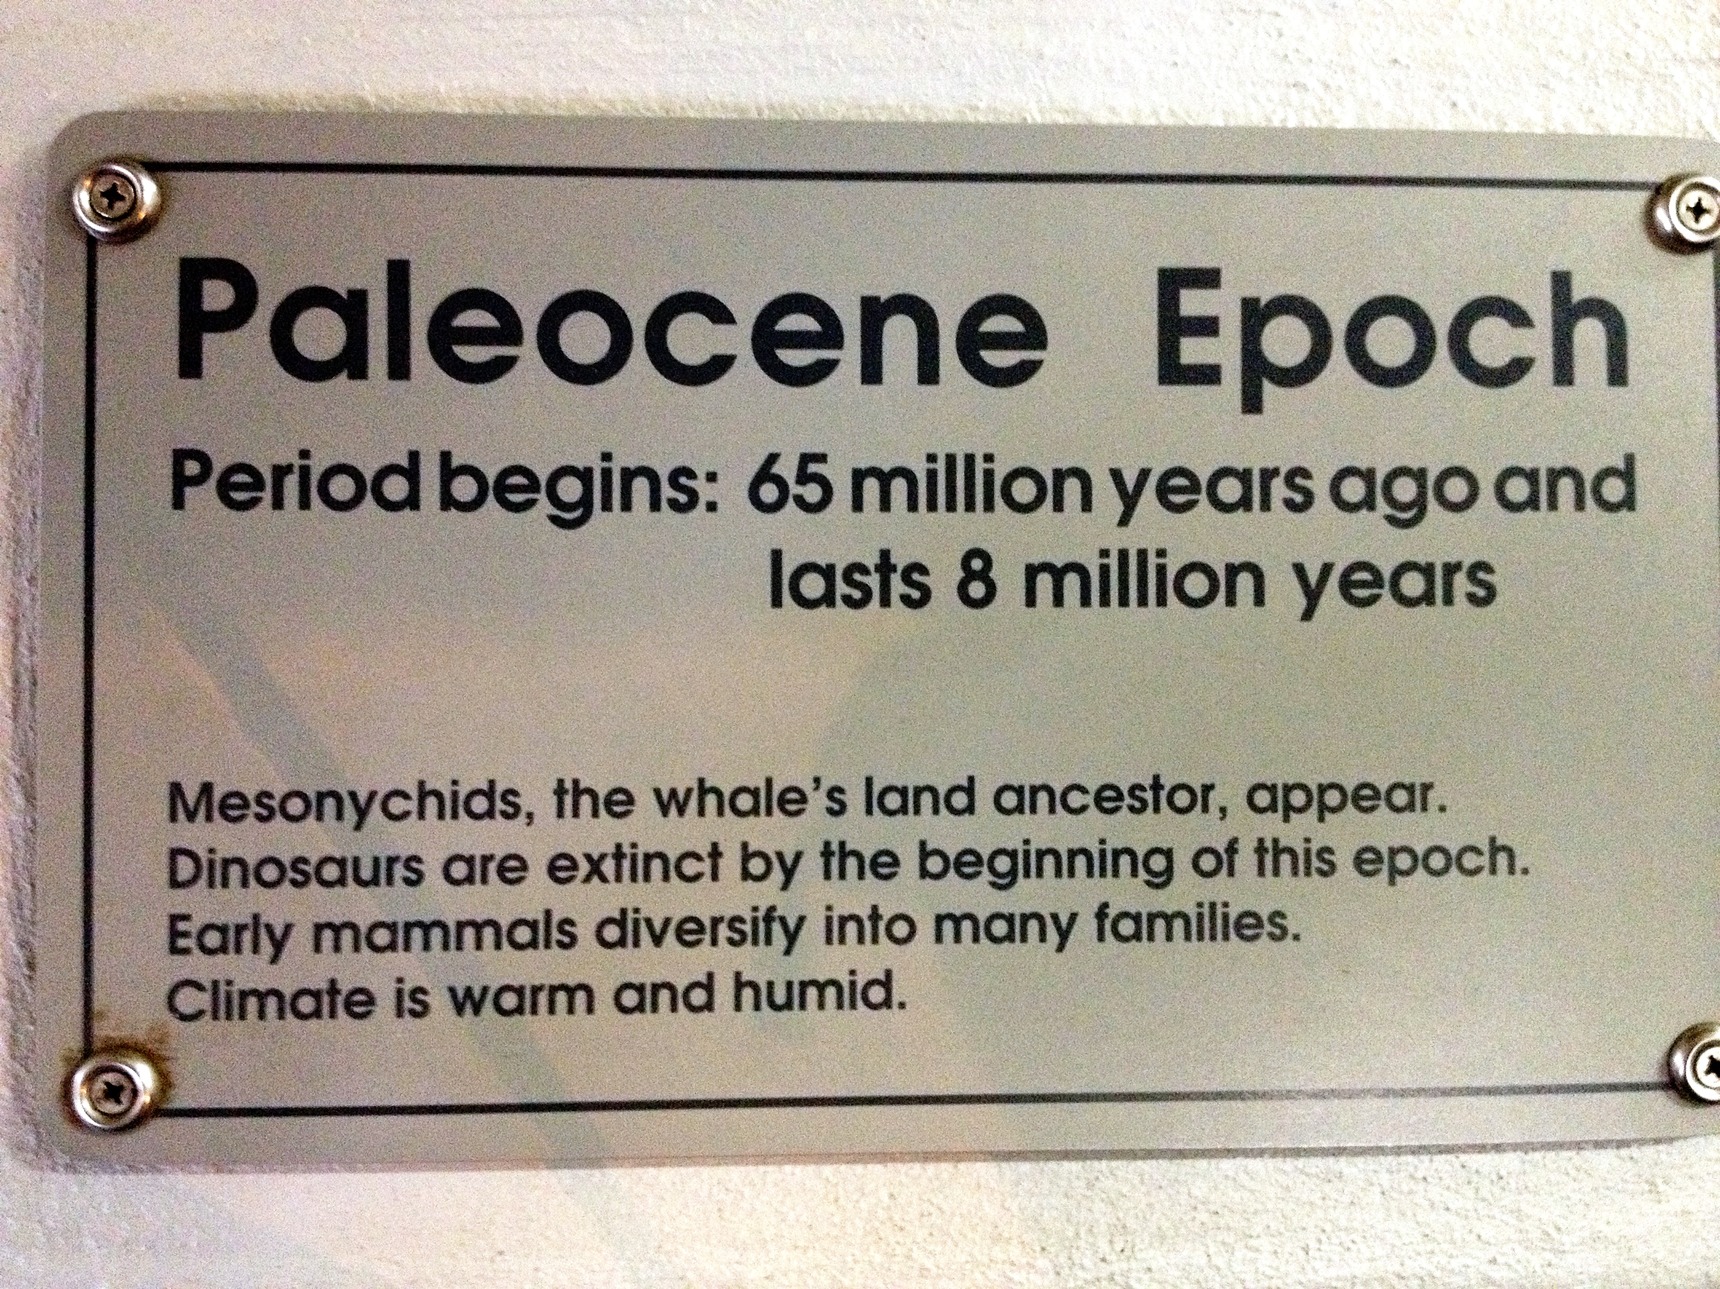 Paleocene Epoch
Period begins: 65 million years ago and
lasts 8 million years
Mesonychids, the whale's land ancestor, appear.
Dinosaurs are extinct by the beginning of this epoch.
Early mammals diversify into many families.
Climate is warm and humid.